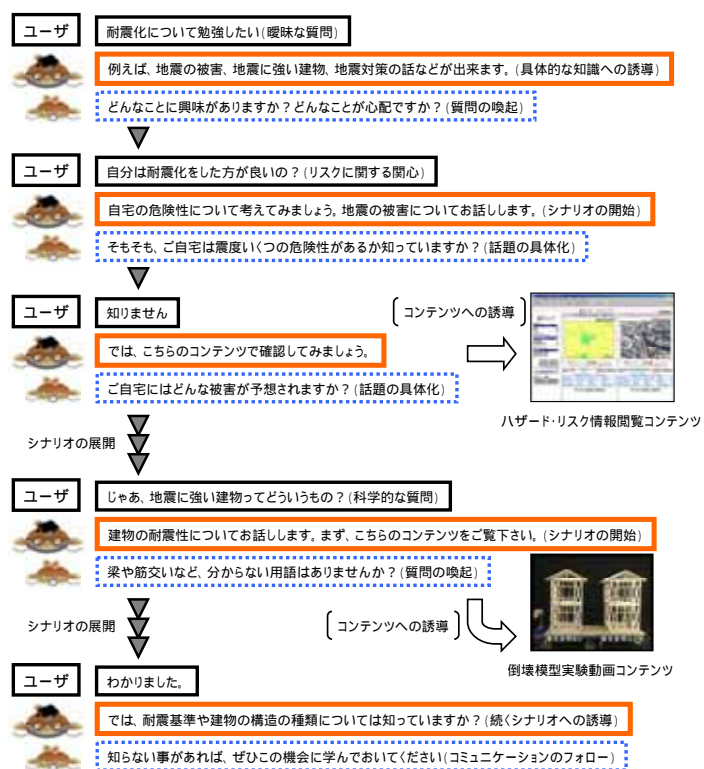 ユーザ
耐震化について勉強したい(曖昧な質問)
例えば、地震の被害、地震に強い建物、地震対策の話などが出来ます。(具体的な知識への誘導)
どんなことに興味がありますか？どんなことが心配ですか？(質問の喚起)
ユーザ
自分は耐震化をした方が良いの？(リスクに関する関心)
自宅の危険性について考えてみましょう。地震の被害についてお話しします。(シナリオの開始)
そもそも、ご自宅は震度いくつの危険性があるか知っていますか？(話題の具体化)
ユーザ
知りません
コンテンツへの誘導
では、こちらのコンテンツで確認してみましょう。
ご自宅にはどんな被害が予想されますか？(話題の具体化)
ハザード・リスク情報閲覧コンテンツ
シナリオの展開
ユーザ
じゃあ、地震に強い建物ってどういうもの？(科学的な質問)
建物の耐震性についてお話しします。まず、こちらのコンテンツをご覧下さい。(シナリオの開始)
梁や筋交いなど、分からない用語はありませんか？(質問の喚起)
シナリオの展開
コンテンツへの誘導
倒壊模型実験動画コンテンツ
ユーザ
わかりました。
では、耐震基準や建物の構造の種類については知っていますか？(続くシナリオへの誘導)
知らない事があれば、ぜひこの機会に学んでおいてください(コミュニケーションのフォロー)